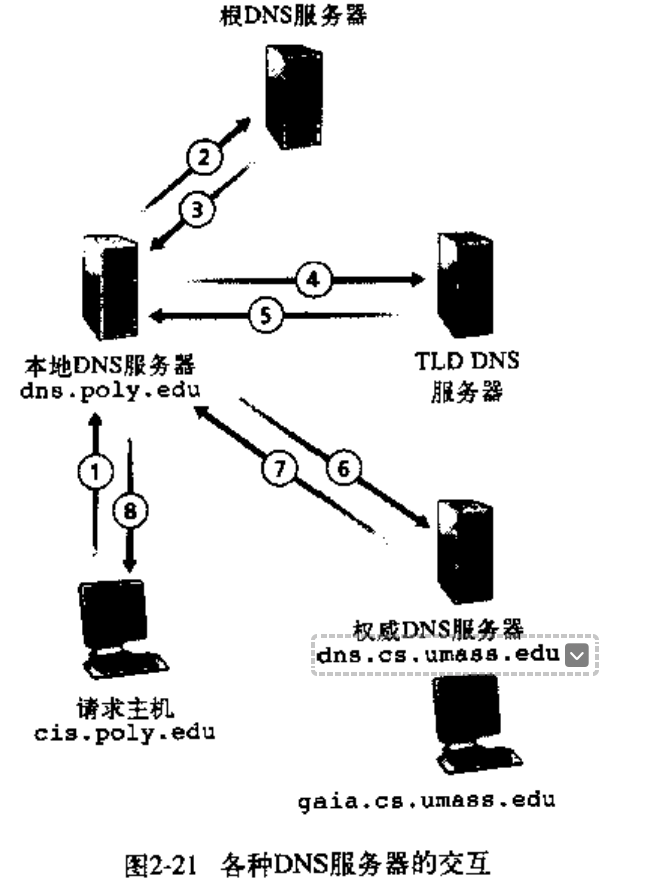 根DNS服务器
2
3
4
5
本地DNS服务器
dns.poly.edu
TLD DNS
服务器
1
8
7
6
权威DNS服务器
dns.cs.umass.edu
请求主机
cis.poly.edu
gaia.cs.umass.edu
图2-21 各种DNS服务器的交互